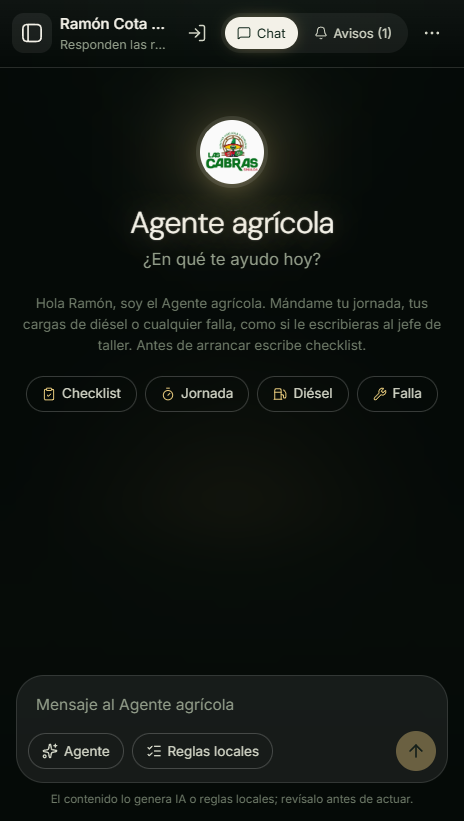 Ramón Cota ...
Responden las r...
Chat
Avisos (1)
LAS
CABRAS
Agente agrícola
¿En qué te ayudo hoy?
Hola Ramón, soy el Agente agrícola. Mándame tu jornada, tus
cargas de diésel o cualquier falla, como si le escribieras al jefe de
taller. Antes de arrancar escribe checklist.
Checklist
Jornada
Diésel
Falla
Mensaje al Agente agrícola
Agente
Reglas locales
El contenido lo genera IA o reglas locales; revísalo antes de actuar.